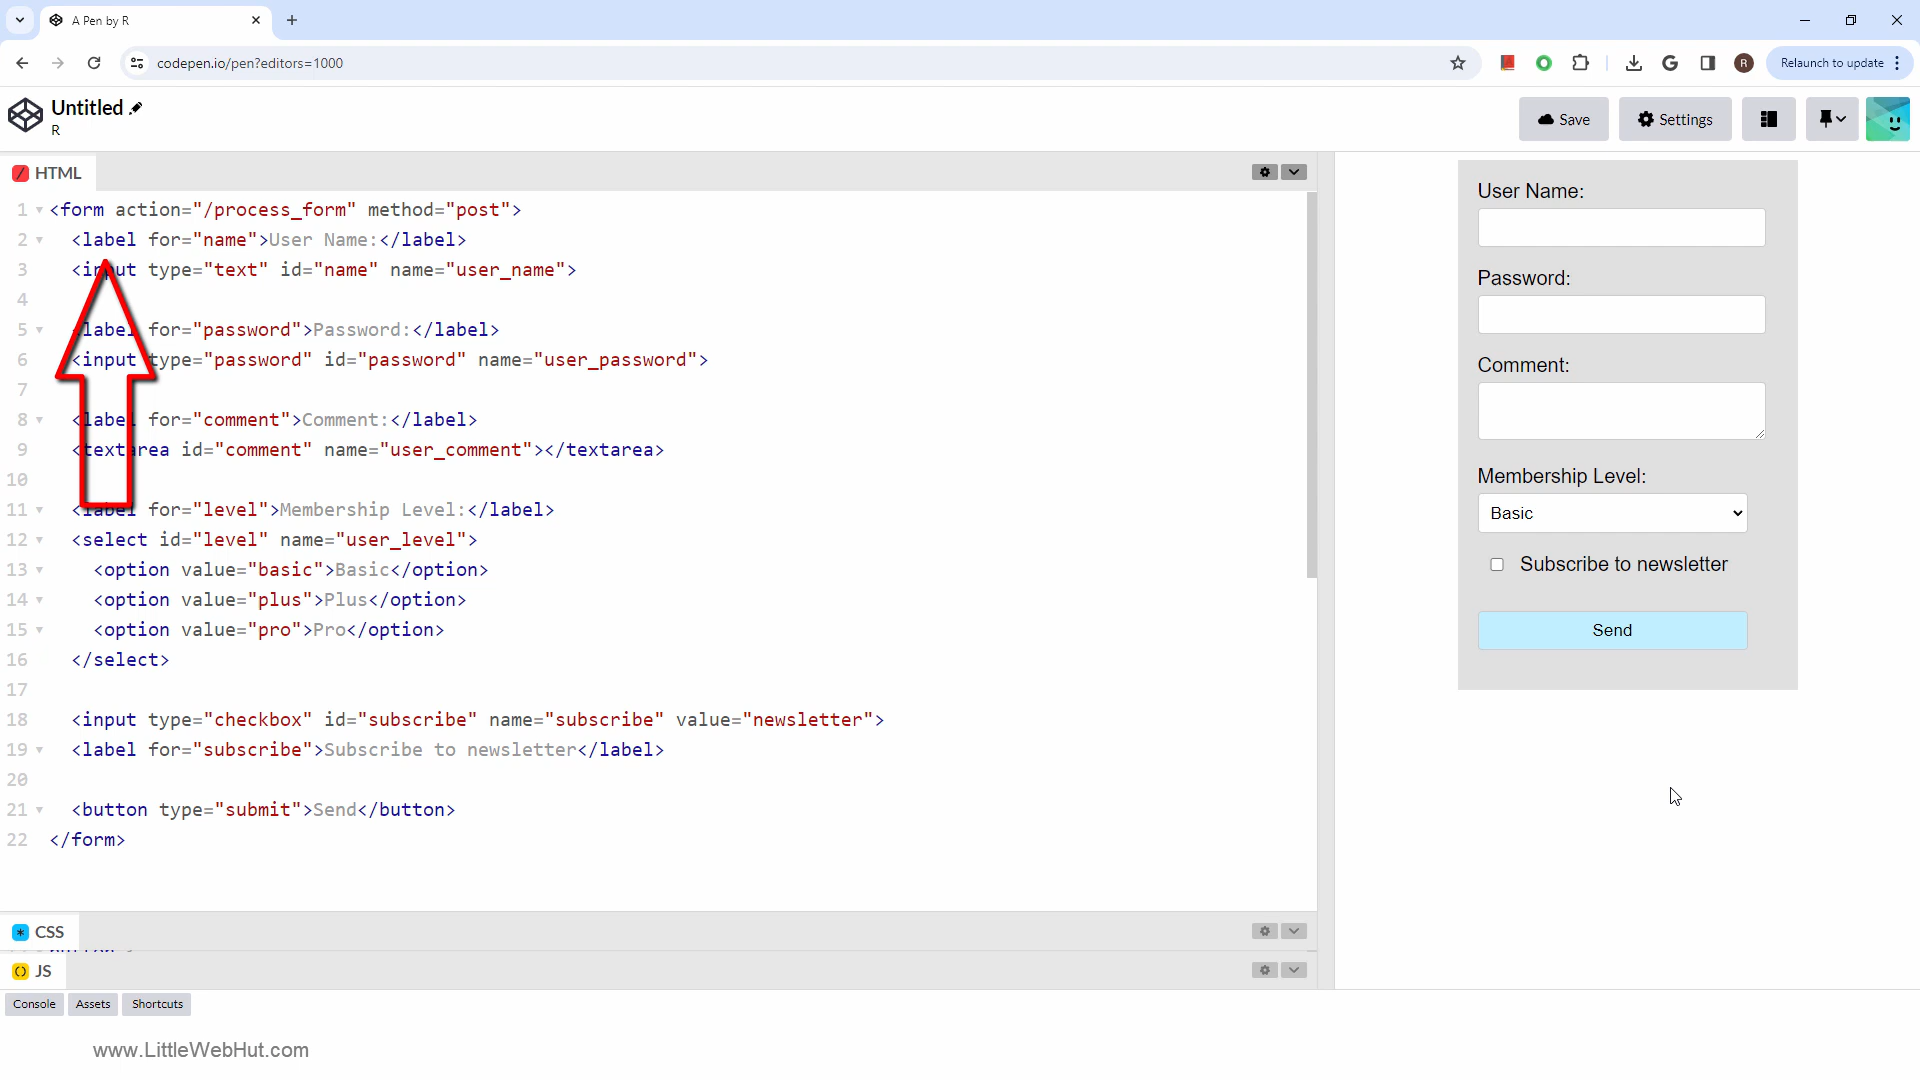 A Pen by R
codepen.io/pen?editors=1000
R
Relaunch to update
Untitled
R
Save
Settings
HTML
1 <form action="/process_form" method="post">
2 <label for="name">User Name:</label>
3 <input type="text" id="name" name="user_name">
4
5 <label for="password">Password:</label>
6 <input type="password" id="password" name="user_password">
7
8 <label for="comment">Comment:</label>
9 <textarea id="comment" name="user_comment"></textarea>
10
11 <label for="level">Membership Level:</label>
12 <select id="level" name="user_level">
13 <option value="basic">Basic</option>
14 <option value="plus">Plus</option>
15 <option value="pro">Pro</option>
16 </select>
17
18 <input type="checkbox" id="subscribe" name="subscribe" value="newsletter">
19 <label for="subscribe">Subscribe to newsletter</label>
20
21 <button type="submit">Send</button>
22 </form>
CSS
JS
Console
Assets
Shortcuts
www.LittleWebHut.com
User Name:
Password:
Comment:
Membership Level:
Basic
Subscribe to newsletter
Send